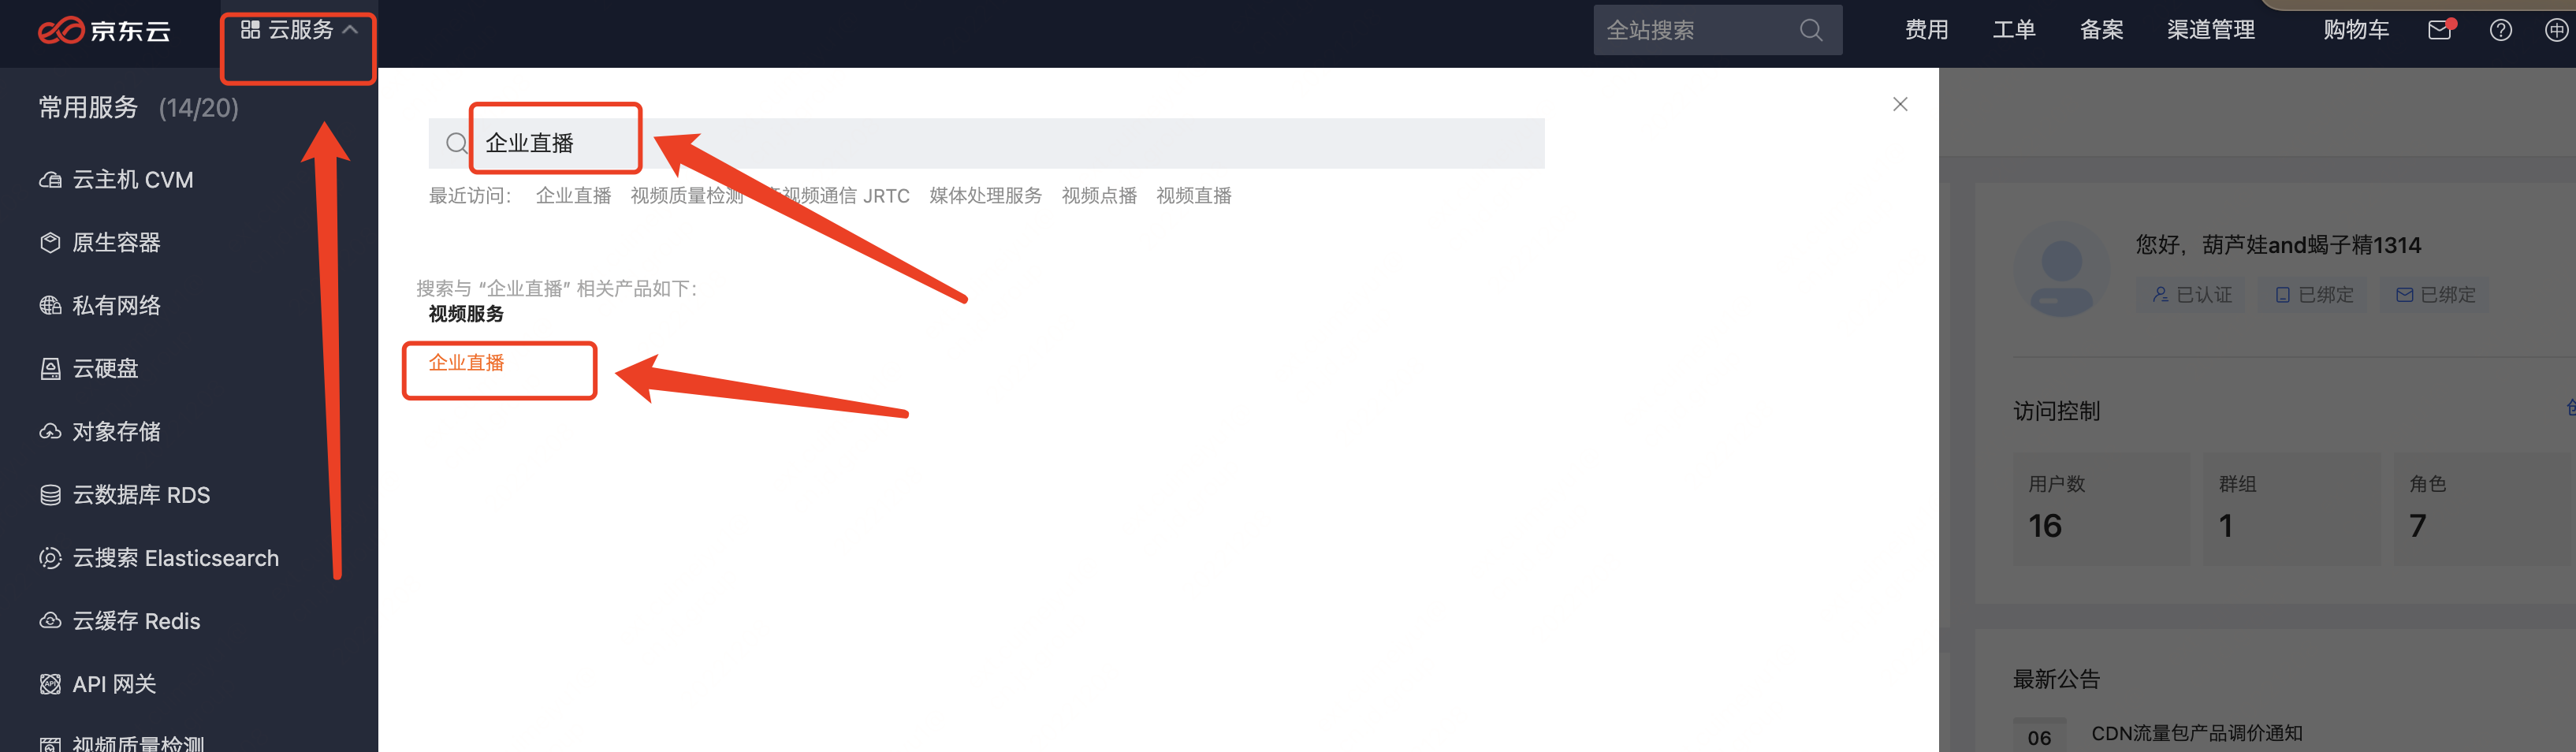 京东云
云服务
全站搜索
费用
工单
备案
渠道管理
购物车
中
常用服务 (14/20)
云主机 CVM
原生容器
私有网络
云硬盘
对象存储
云数据库 RDS
云搜索 Elasticsearch
云缓存 Redis
API 网关
视频质量检测
企业直播
最近访问： 企业直播 视频质量检测 视频通信 JRTC 媒体处理服务 视频点播 视频直播
搜索与 “企业直播” 相关产品如下：
视频服务
企业直播
您好，葫芦娃and蝎子精1314
已认证 已绑定 已绑定
访问控制
用户数 群组 角色
16 1 7
最新公告
06 CDN流量包产品调价通知